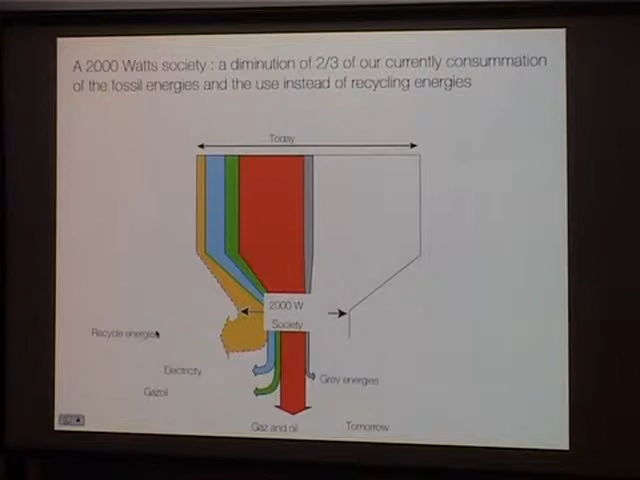 A 2000 Watts society : a diminution of 2/3 of our currently consummation
of the fossil energies and the use instead of recycling energies
Today
2000 W
Society
Recycle energies
Electricity
Grey energies
Gazoil
Gaz and oil
Tomorrow